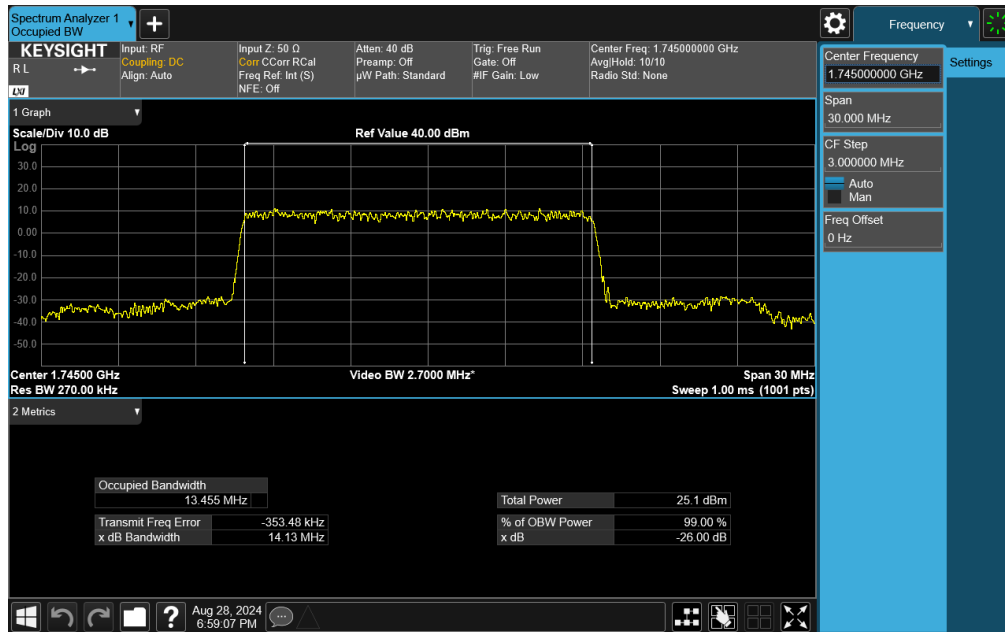 Spectrum Analyzer 1
Occupied BW
Frequency
KEYSIGHT
R L
LXI
Input: RF
Coupling: DC
Align: Auto
Input Z: 50 Ω
Corr CCorr RCal
Freq Ref: Int (S)
NFE: Off
Atten: 40 dB
Preamp: Off
µW Path: Standard
Trig: Free Run
Gate: Off
#IF Gain: Low
Center Freq: 1.745000000 GHz
Avg|Hold: 10/10
Radio Std: None
Center Frequency
1.745000000 GHz
Settings
Span
30.000 MHz
CF Step
3.000000 MHz
Auto
Man
Freq Offset
0 Hz
1 Graph
Scale/Div 10.0 dB
Ref Value 40.00 dBm
Log
30.0
20.0
10.0
0.00
-10.0
-20.0
-30.0
-40.0
-50.0
Center 1.74500 GHz
Video BW 2.7000 MHz*
Span 30 MHz
Res BW 270.00 kHz
Sweep 1.00 ms (1001 pts)
2 Metrics
Occupied Bandwidth
13.455 MHz
Total Power 25.1 dBm
Transmit Freq Error -353.48 kHz
% of OBW Power 99.00 %
x dB Bandwidth 14.13 MHz
x dB -26.00 dB
Aug 28, 2024
6:59:07 PM